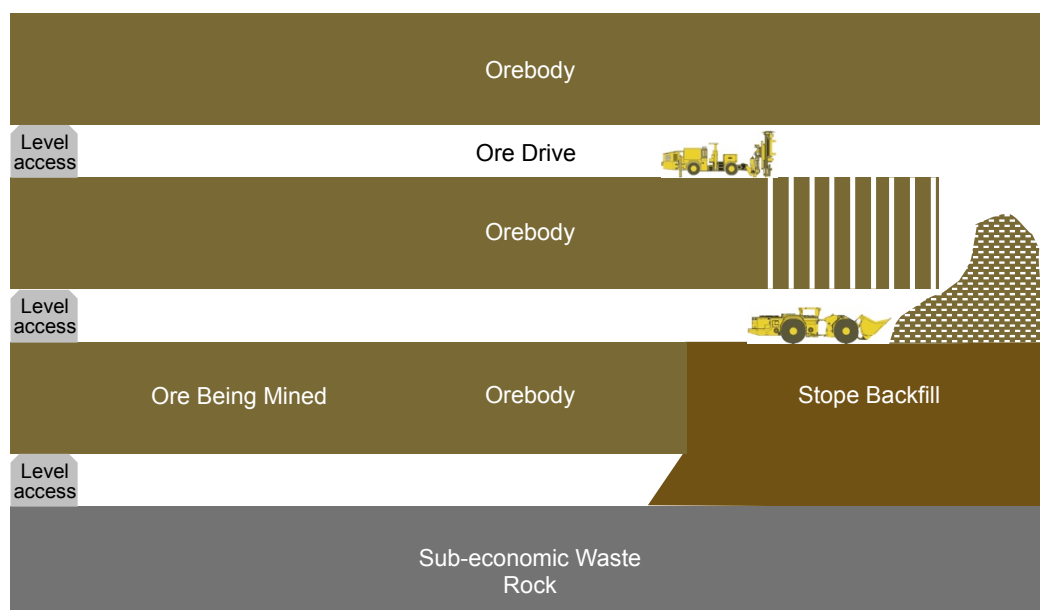 Orebody
Level
access
Ore Drive
Orebody
Level
access
Ore Being Mined
Orebody
Stope Backfill
Level
access
Sub-economic Waste
Rock